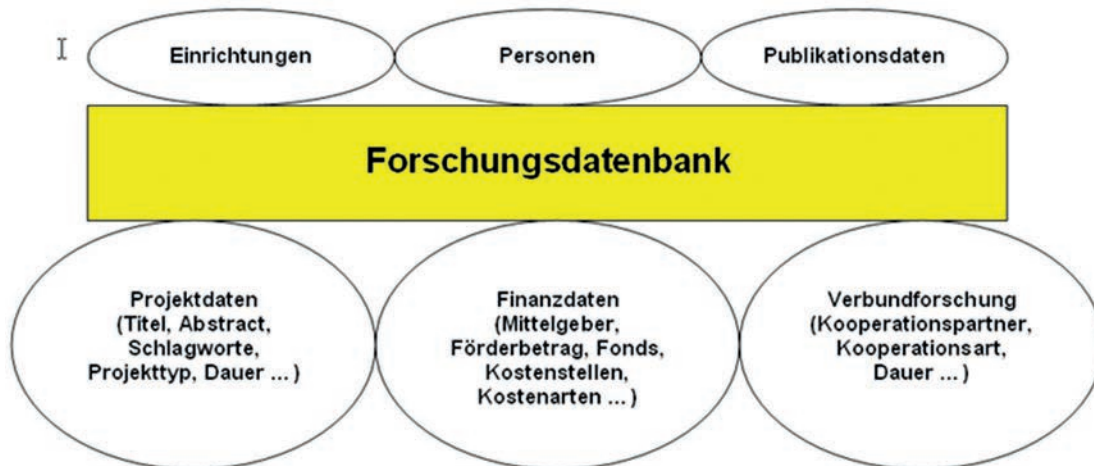 Einrichtungen
Personen
Publikationsdaten
Forschungsdatenbank
Projektdaten
(Titel, Abstract,
Schlagworte,
Projekttyp, Dauer ... )
Finanzdaten
(Mittelgeber,
Förderbetrag, Fonds,
Kostenstellen,
Kostenarten ... )
Verbundforschung
(Kooperationspartner,
Kooperationsart,
Dauer ... )